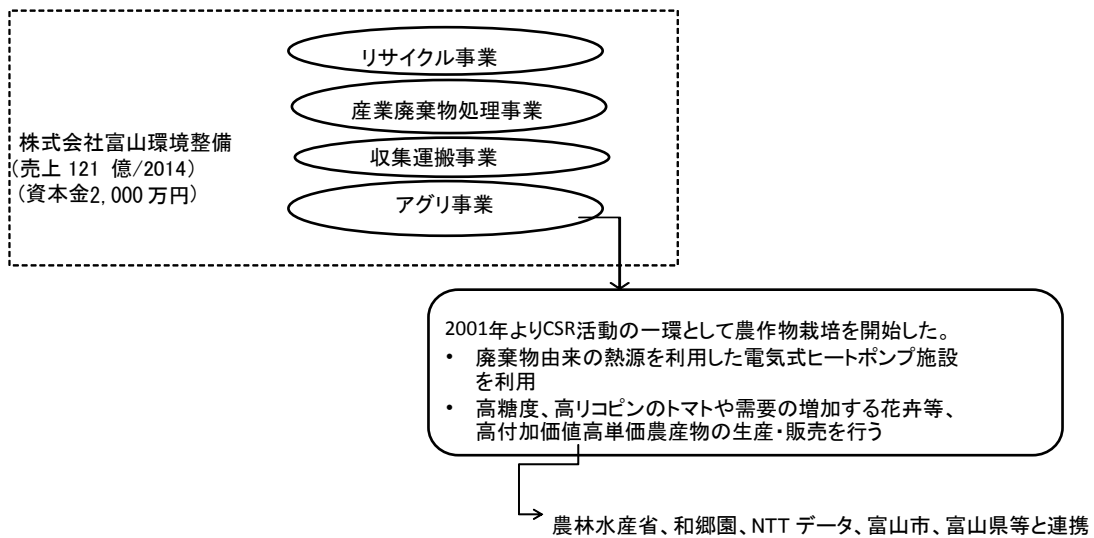 リサイクル事業
産業廃棄物処理事業
収集運搬事業
アグリ事業
株式会社富山環境整備
(売上 121 億/2014)
(資本金2,000 万円)
2001年よりCSR活動の一環として農作物栽培を開始した。
• 廃棄物由来の熱源を利用した電気式ヒートポンプ施設
を利用
• 高糖度、高リコピンのトマトや需要の増加する花卉等、
高付加価値高単価農産物の生産・販売を行う
農林水産省、和郷園、NTT データ、富山市、富山県等と連携